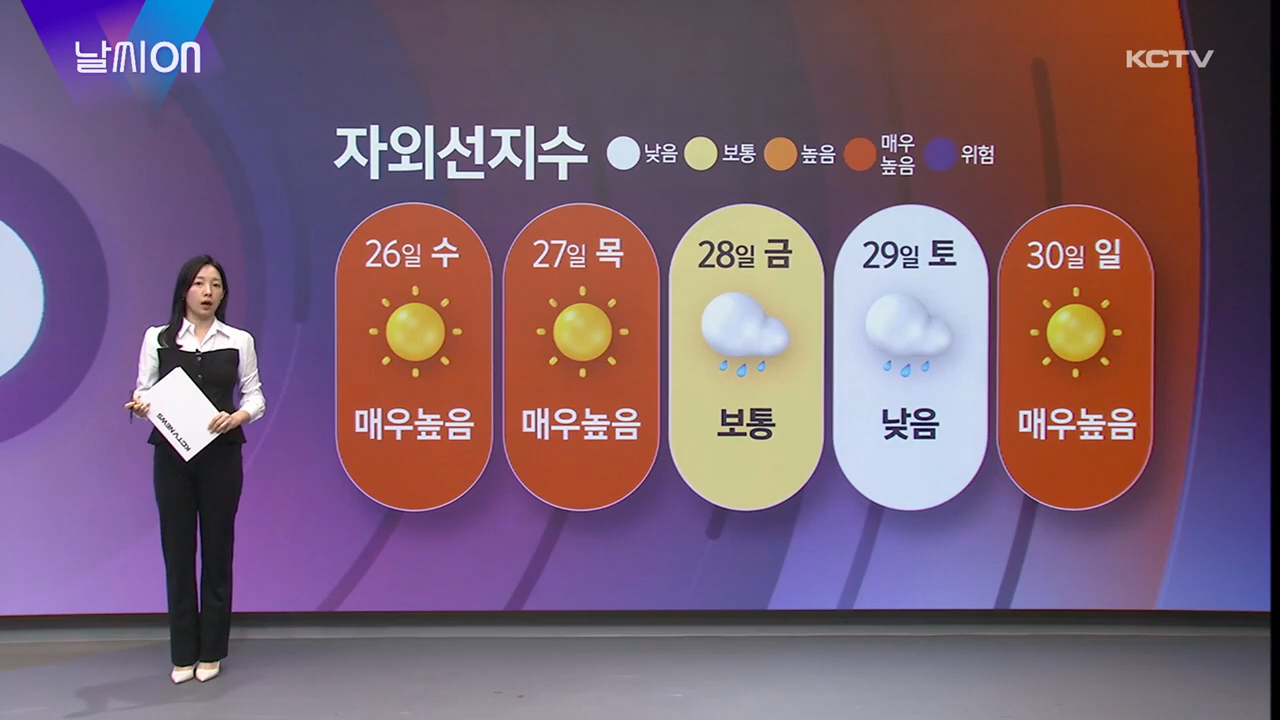 날씨ON
KCTV
자외선지수
낮음
보통
높음
매우
높음
위험
26일 수
매우높음
27일 목
매우높음
28일 금
보통
29일 토
낮음
30일 일
매우높음
KCTV NEWS